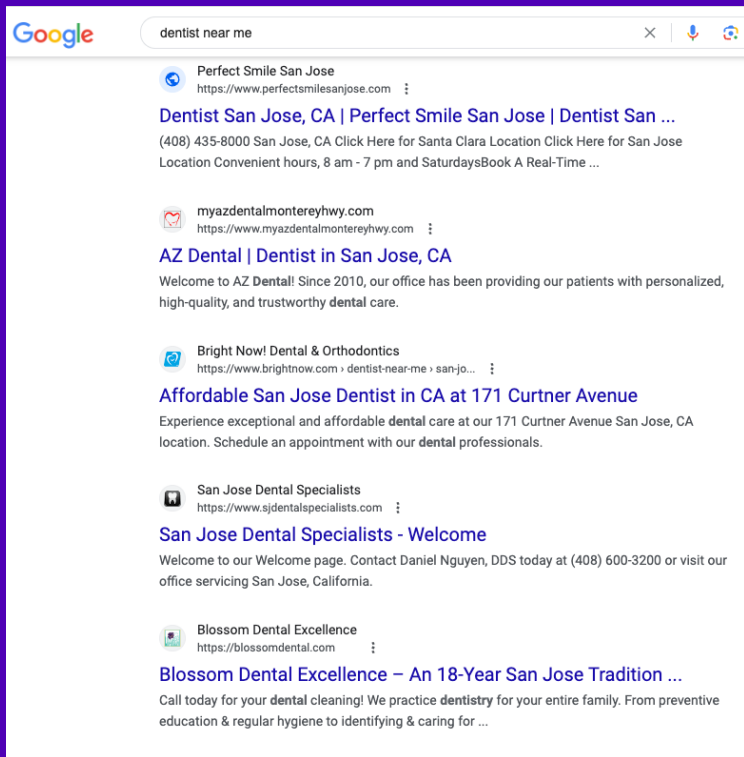 Google
dentist near me
Perfect Smile San Jose
https://www.perfectsmilesanjose.com
Dentist San Jose, CA | Perfect Smile San Jose | Dentist San ...
(408) 435-8000 San Jose, CA Click Here for Santa Clara Location Click Here for San Jose
Location Convenient hours, 8 am - 7 pm and SaturdaysBook A Real-Time ...
myazdentalmontereyhwy.com
https://www.myazdentalmontereyhwy.com
AZ Dental | Dentist in San Jose, CA
Welcome to AZ Dental! Since 2010, our office has been providing our patients with personalized,
high-quality, and trustworthy dental care.
Bright Now! Dental & Orthodontics
https://www.brightnow.com › dentist-near-me › san-jo...
Affordable San Jose Dentist in CA at 171 Curtner Avenue
Experience exceptional and affordable dental care at our 171 Curtner Avenue San Jose, CA
location. Schedule an appointment with our dental professionals.
San Jose Dental Specialists
https://www.sjdentalspecialists.com
San Jose Dental Specialists - Welcome
Welcome to our Welcome page. Contact Daniel Nguyen, DDS today at (408) 600-3200 or visit our
office servicing San Jose, California.
Blossom Dental Excellence
https://blossomdental.com
Blossom Dental Excellence – An 18-Year San Jose Tradition ...
Call today for your dental cleaning! We practice dentistry for your entire family. From preventive
education & regular hygiene to identifying & caring for ...